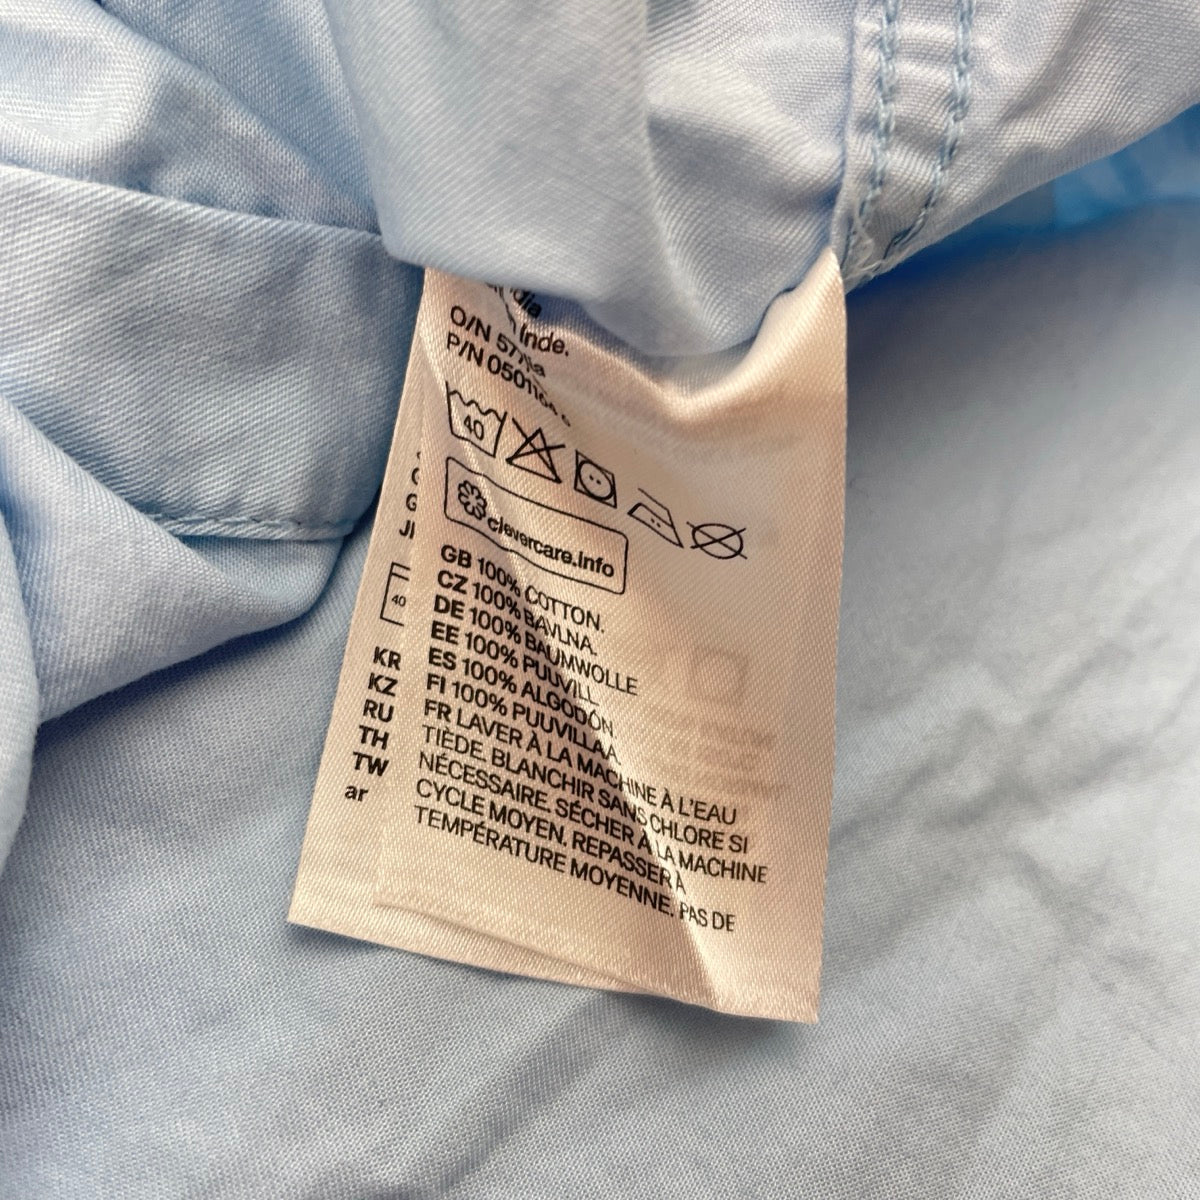 Inde.
O/N
P/N
40
clevercare.info
GB 100% COTTON.
CZ 100% BAVLNA.
DE 100% BAUMWOLLE
EE 100% PUUVILL
ES 100% ALGODÓN
FI 100% PUUVILLAA
FR LAVER À LA MACHINE À L'EAU
TIÈDE. BLANCHIR SANS CHLORE SI
NÉCESSAIRE. SÉCHER À LA MACHINE
CYCLE MOYEN. REPASSER À
TEMPÉRATURE MOYENNE. PAS DE
40
KR
KZ
RU
TH
TW
ar